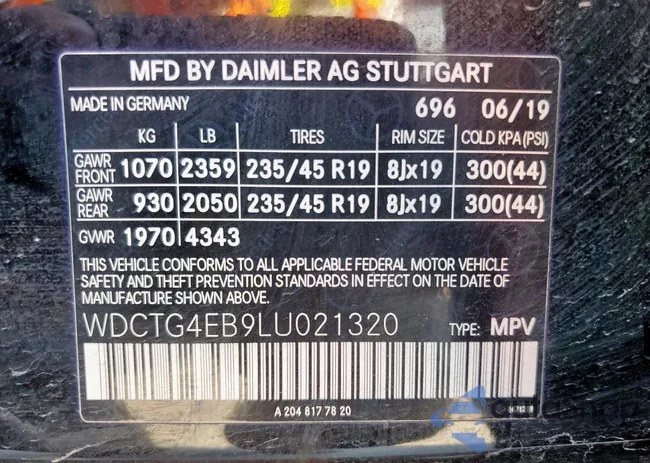 MFD BY DAIMLER AG STUTTGART
MADE IN GERMANY 696 06/19
KG LB TIRES RIM SIZE COLD KPA (PSI)
GAWR FRONT 1070 2359 235/45 R19 8Jx19 300(44)
GAWR REAR 930 2050 235/45 R19 8Jx19 300(44)
GVWR 1970 4343
THIS VEHICLE CONFORMS TO ALL APPLICABLE FEDERAL MOTOR VEHICLE
SAFETY AND THEFT PREVENTION STANDARDS IN EFFECT ON THE DATE OF
MANUFACTURE SHOWN ABOVE.
WDCTG4EB9LU021320 TYPE: MPV
A 204 817 78 20